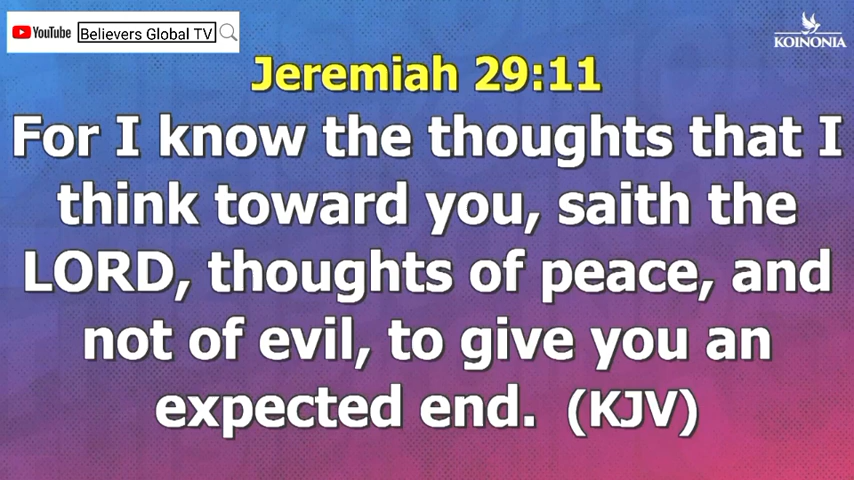 YouTube Believers Global TV
KOINONIA
Jeremiah 29:11
For I know the thoughts that I
think toward you, saith the
LORD, thoughts of peace, and
not of evil, to give you an
expected end. (KJV)